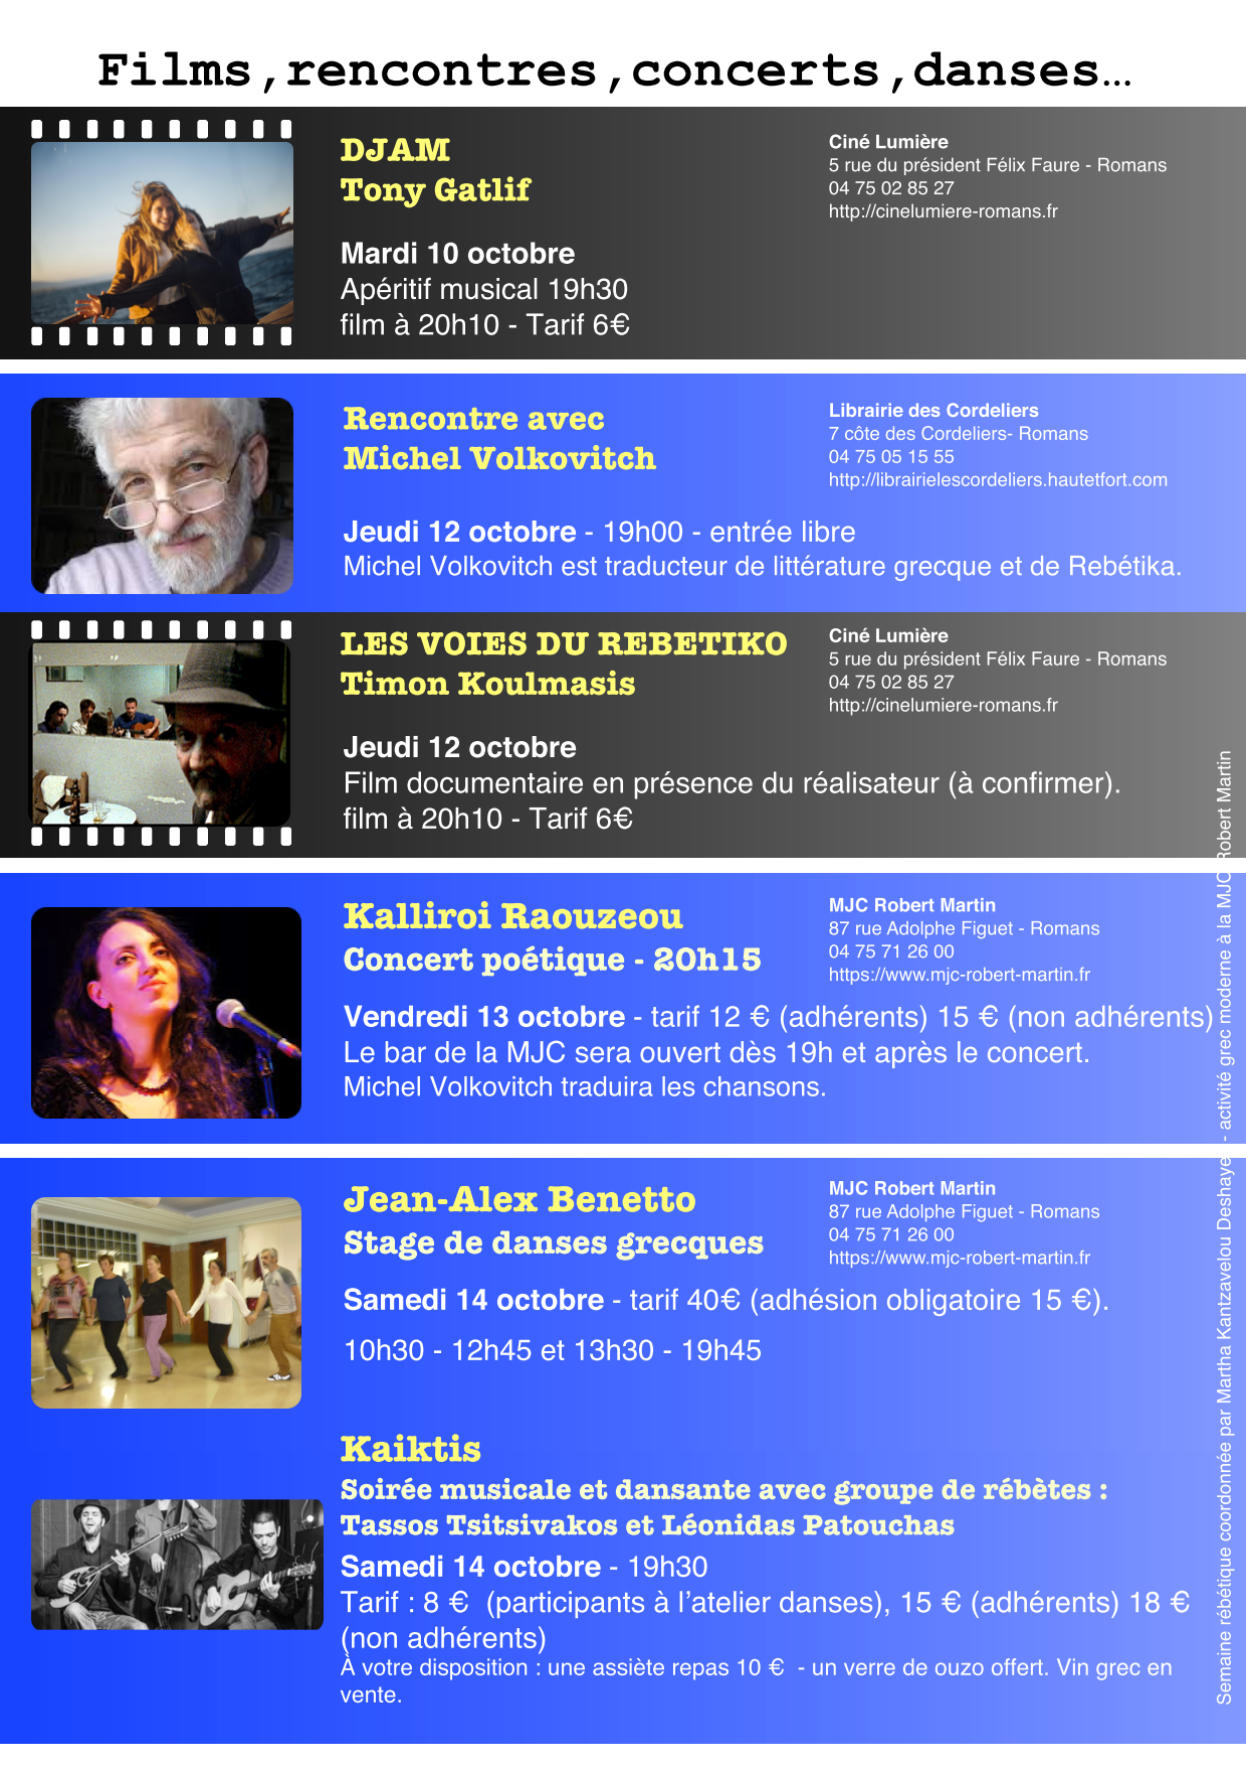 Films,rencontres,concerts,danses…
DJAM
Tony Gatlif
Mardi 10 octobre
Apéritif musical 19h30
film à 20h10 - Tarif 6€
Ciné Lumière
5 rue du président Félix Faure - Romans
04 75 02 85 27
http://cinelumiere-romans.fr
Rencontre avec
Michel Volkovitch
Librairie des Cordeliers
7 côte des Cordeliers- Romans
04 75 05 15 55
http://librairielescordeliers.hautetfort.com
Jeudi 12 octobre - 19h00 - entrée libre
Michel Volkovitch est traducteur de littérature grecque et de Rebétika.
LES VOIES DU REBETIKO
Timon Koulmasis
Ciné Lumière
5 rue du président Félix Faure - Romans
04 75 02 85 27
http://cinelumiere-romans.fr
Jeudi 12 octobre
Film documentaire en présence du réalisateur (à confirmer).
film à 20h10 - Tarif 6€
Kalliroi Raouzeou
Concert poétique - 20h15
MJC Robert Martin
87 rue Adolphe Figuet - Romans
04 75 71 26 00
https://www.mjc-robert-martin.fr
Vendredi 13 octobre - tarif 12 € (adhérents) 15 € (non adhérents)
Le bar de la MJC sera ouvert dès 19h et après le concert.
Michel Volkovitch traduira les chansons.
Jean-Alex Benetto
Stage de danses grecques
MJC Robert Martin
87 rue Adolphe Figuet - Romans
04 75 71 26 00
https://www.mjc-robert-martin.fr
Samedi 14 octobre - tarif 40€ (adhésion obligatoire 15 €).
10h30 - 12h45 et 13h30 - 19h45
Kaiktis
Soirée musicale et dansante avec groupe de rébètes :
Tassos Tsitsivakos et Léonidas Patouchas
Samedi 14 octobre - 19h30
Tarif : 8 € (participants à l'atelier danses), 15 € (adhérents) 18 €
(non adhérents)
À votre disposition : une assiète repas 10 € - un verre de ouzo offert. Vin grec en
vente.
Semaine rébétique coordonnée par Martha Kantzavelou Deshayes - activité grec moderne à la MJC Robert Martin